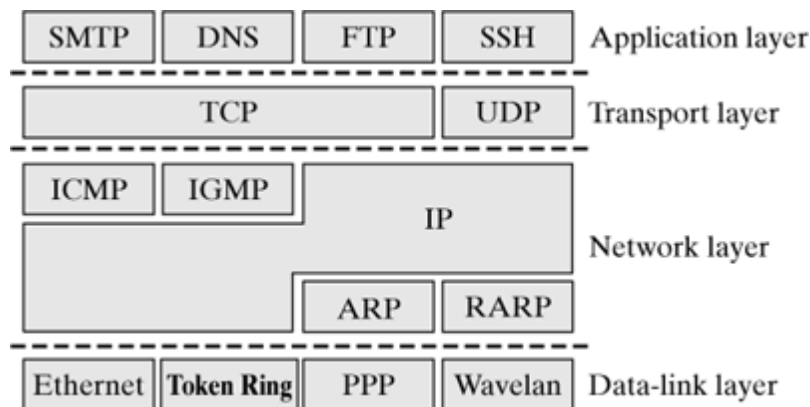 SMTP DNS FTP SSH Application layer
TCP UDP Transport layer
ICMP IGMP
IP
Network layer
ARP RARP
Ethernet Token Ring PPP Wavelan Data-link layer